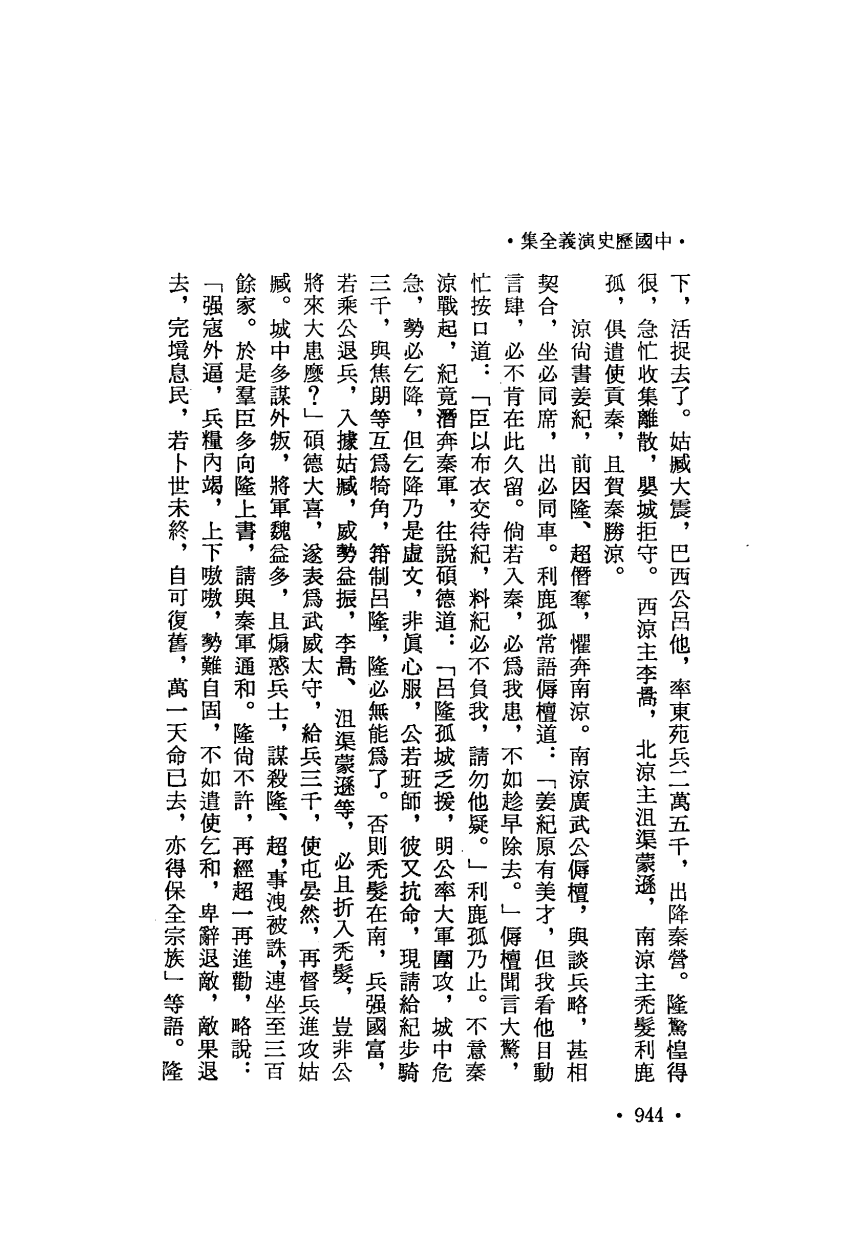 •中國歷史演義全集•
下，活捉去了。姑臧大震，巴西公呂他，率東苑兵二萬五千，出降秦營。隆驚惶得
很，急忙收集離散，嬰城拒守。西涼主李暠，北涼主沮渠蒙遜，南涼主禿髮利鹿
孤，俱遣使貢秦，且賀秦勝涼。
涼尚書姜紀，前因隆、超僭奪，懼奔南涼。南涼廣武公傉檀，與談兵略，甚相
契合，坐必同席，出必同車。利鹿孤常語傉檀道：「姜紀原有美才，但我看他目動
言肆，必不肯在此久留。倘若入秦，必爲我患，不如趁早除去。」傉檀聞言大驚，
忙按口道：「臣以布衣交待紀，料紀必不負我，請勿他疑。」利鹿孤乃止。不意秦
涼戰起，紀竟潛奔秦軍，往說碩德道：「呂隆孤城乏援，明公率大軍圍攻，城中危
急，勢必乞降，但乞降乃是虛文，非眞心服，公若班師，彼又抗命，現請給紀步騎
三千，與焦朗等互爲犄角，箝制呂隆，隆必無能爲了。否則禿髮在南，兵强國富，
若乘公退兵，入據姑臧，威勢益振，李暠、沮渠蒙遜等，必且折入禿髮，豈非公
將來大患麼？」碩德大喜，遂表爲武威太守，給兵三千，使屯晏然，再督兵進攻姑
臧。城中多謀外叛，將軍魏益多，且煽惑兵士，謀殺隆、超，事洩被誅，連坐至三百
餘家。於是羣臣多向隆上書，請與秦軍通和。隆尙不許，再經超一再進勸，略說：
「强寇外逼，兵糧內竭，上下嗷嗷，勢難自固，不如遣使乞和，卑辭退敵，敵果退
去，完境息民，若卜世未終，自可復舊，萬一天命已去，亦得保全宗族」等語。隆
•944•